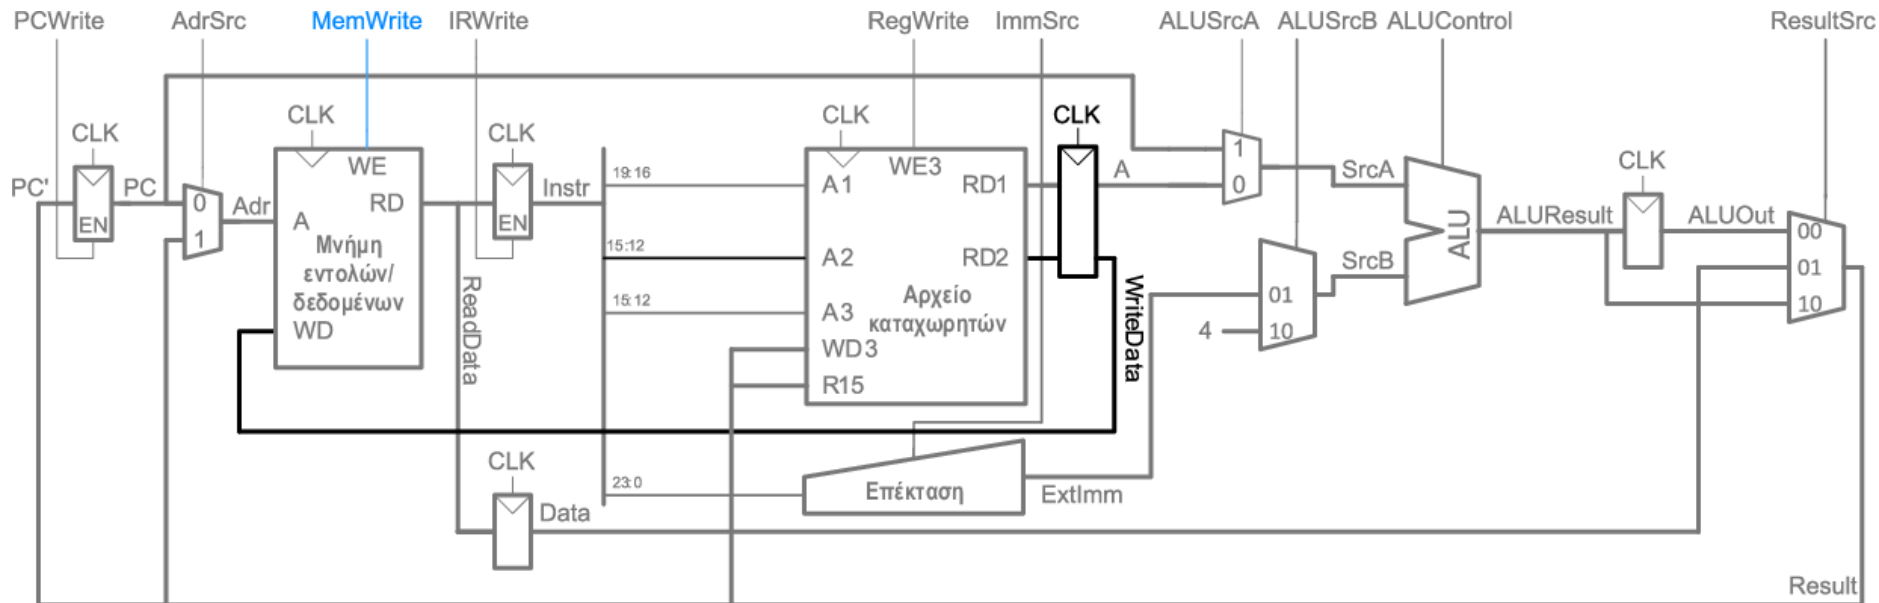 PCWrite AdrSrc MemWrite IRWrite RegWrite ImmSrc ALUSrcA ALUSrcB ALUControl ResultSrc
CLK CLK CLK CLK CLK CLK
WE WE3
PC' PC EN 0 1 Adr
A RD
Μνήμη
εντολών/
δεδομένων
WD
ReadData
EN Instr
19:16
15:12
15:12
23:0
A1 RD1
A2 RD2
A3
Αρχείο
καταχωρητών
WD3
R15
A
WriteData
1
0
SrcA
01
4 10
SrcB
ALU
ALUResult ALUOut
00
01
10
CLK
Data
Επέκταση
ExtImm
Result